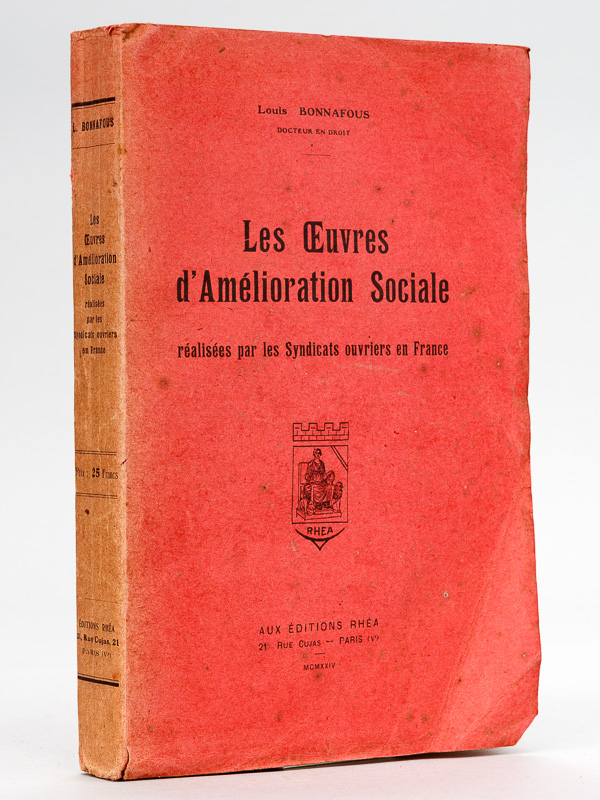 L. BONNAFOUS
Les
Œuvres
d'Amélioration
Sociale
réalisées
par les
Syndicats ouvriers
en France
Prix : 25 Francs
ÉDITIONS RHÉA
21, Rue Cujas, 21
PARIS (Vᵉ)
Louis BONNAFOUS
DOCTEUR EN DROIT
Les Œuvres
d'Amélioration Sociale
réalisées par les Syndicats ouvriers en France
RHEA
AUX ÉDITIONS RHÉA
21, RUE CUJAS — PARIS (Vᵉ)
MCMXXIV